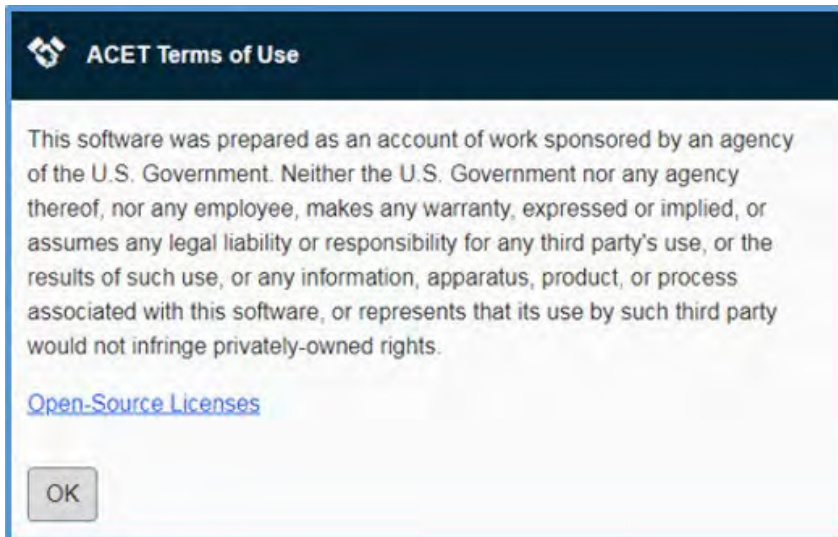 ACET Terms of Use
This software was prepared as an account of work sponsored by an agency
of the U.S. Government. Neither the U.S. Government nor any agency
thereof, nor any employee, makes any warranty, expressed or implied, or
assumes any legal liability or responsibility for any third party's use, or the
results of such use, or any information, apparatus, product, or process
associated with this software, or represents that its use by such third party
would not infringe privately-owned rights.
Open-Source Licenses
OK